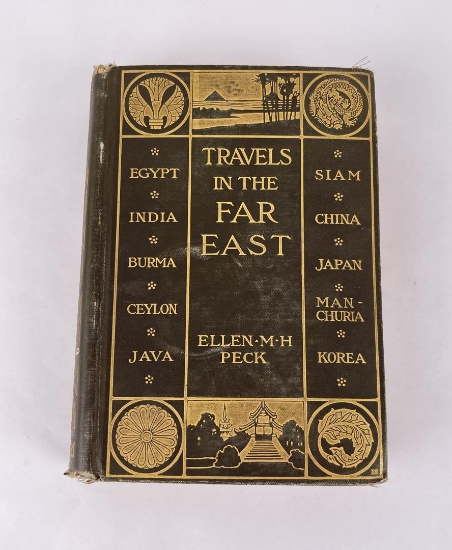 TRAVELS
IN THE
FAR
EAST
ELLEN·M·H
PECK
EGYPT
INDIA
BURMA
CEYLON
JAVA
SIAM
CHINA
JAPAN
MAN-
CHURIA
KOREA